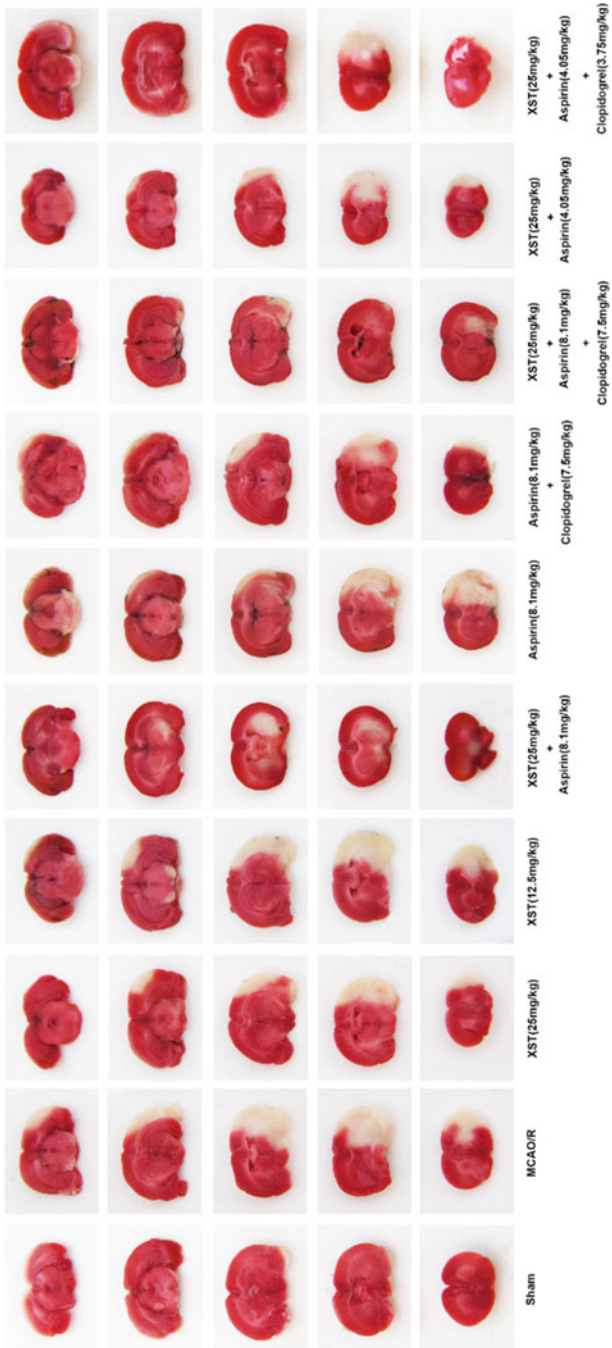 Sham
MCAO/R
XST(25mg/kg)
XST(12.5mg/kg)
XST(25mg/kg)
+
Aspirin(8.1mg/kg)
Aspirin(8.1mg/kg)
Aspirin(8.1mg/kg)
+
Clopidogrel(7.5mg/kg)
XST(25mg/kg)
+
Aspirin(8.1mg/kg)
+
Clopidogrel(7.5mg/kg)
XST(25mg/kg)
+
Aspirin(4.05mg/kg)
XST(25mg/kg)
+
Aspirin(4.05mg/kg)
+
Clopidogrel(3.75mg/kg)